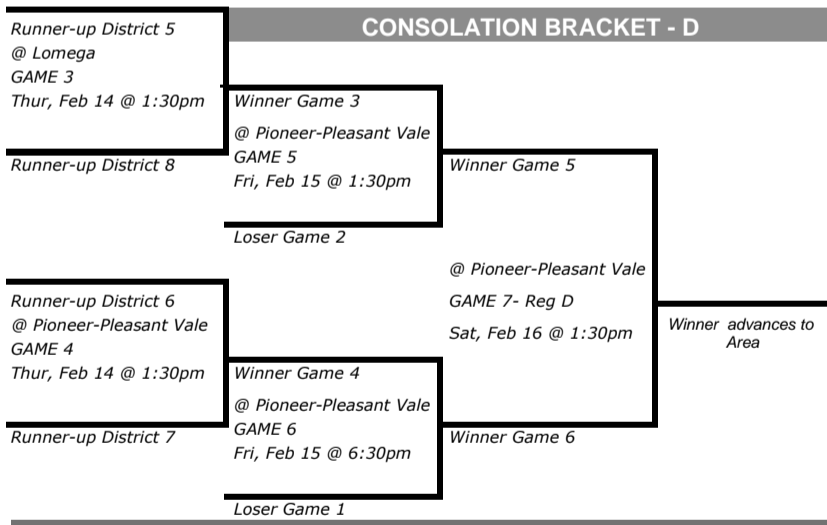 CONSOLATION BRACKET - D
Runner-up District 5
@ Lomega
GAME 3
Thur, Feb 14 @ 1:30pm
Runner-up District 8
Winner Game 3
@ Pioneer-Pleasant Vale
GAME 5
Fri, Feb 15 @ 1:30pm
Loser Game 2
Runner-up District 6
@ Pioneer-Pleasant Vale
GAME 4
Thur, Feb 14 @ 1:30pm
Runner-up District 7
Winner Game 4
@ Pioneer-Pleasant Vale
GAME 6
Fri, Feb 15 @ 6:30pm
Loser Game 1
Winner Game 5
@ Pioneer-Pleasant Vale
GAME 7- Reg D
Sat, Feb 16 @ 1:30pm
Winner Game 6
Winner advances to
Area